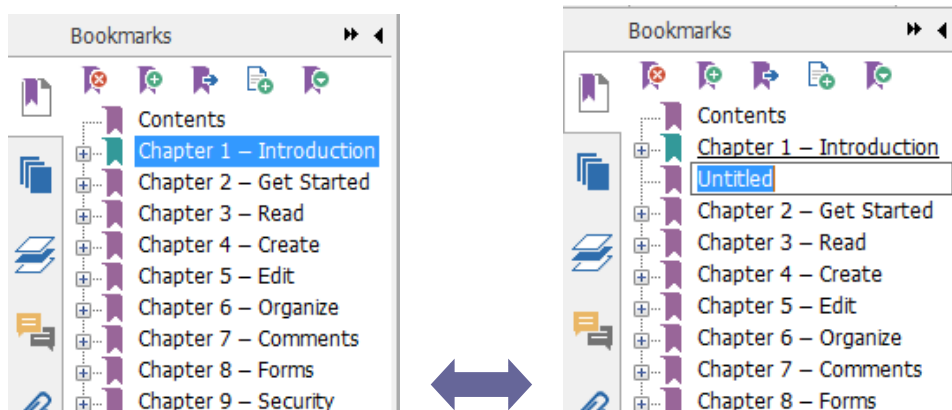 Bookmarks
Contents
Chapter 1 – Introduction
Chapter 2 – Get Started
Chapter 3 – Read
Chapter 4 – Create
Chapter 5 – Edit
Chapter 6 – Organize
Chapter 7 – Comments
Chapter 8 – Forms
Chapter 9 – Security
Bookmarks
Contents
Chapter 1 – Introduction
Untitled
Chapter 2 – Get Started
Chapter 3 – Read
Chapter 4 – Create
Chapter 5 – Edit
Chapter 6 – Organize
Chapter 7 – Comments
Chapter 8 – Forms